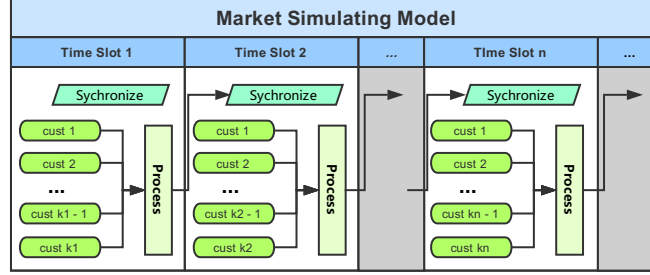 Market Simulating Model
Time Slot 1
Time Slot 2
...
TIme Slot n
...
Sychronize
cust 1
cust 2
...
cust k1 - 1
cust k1
Process
Sychronize
cust 1
cust 2
...
cust k2 - 1
cust k2
Process
Sychronize
cust 1
cust 2
...
cust kn - 1
cust kn
Process